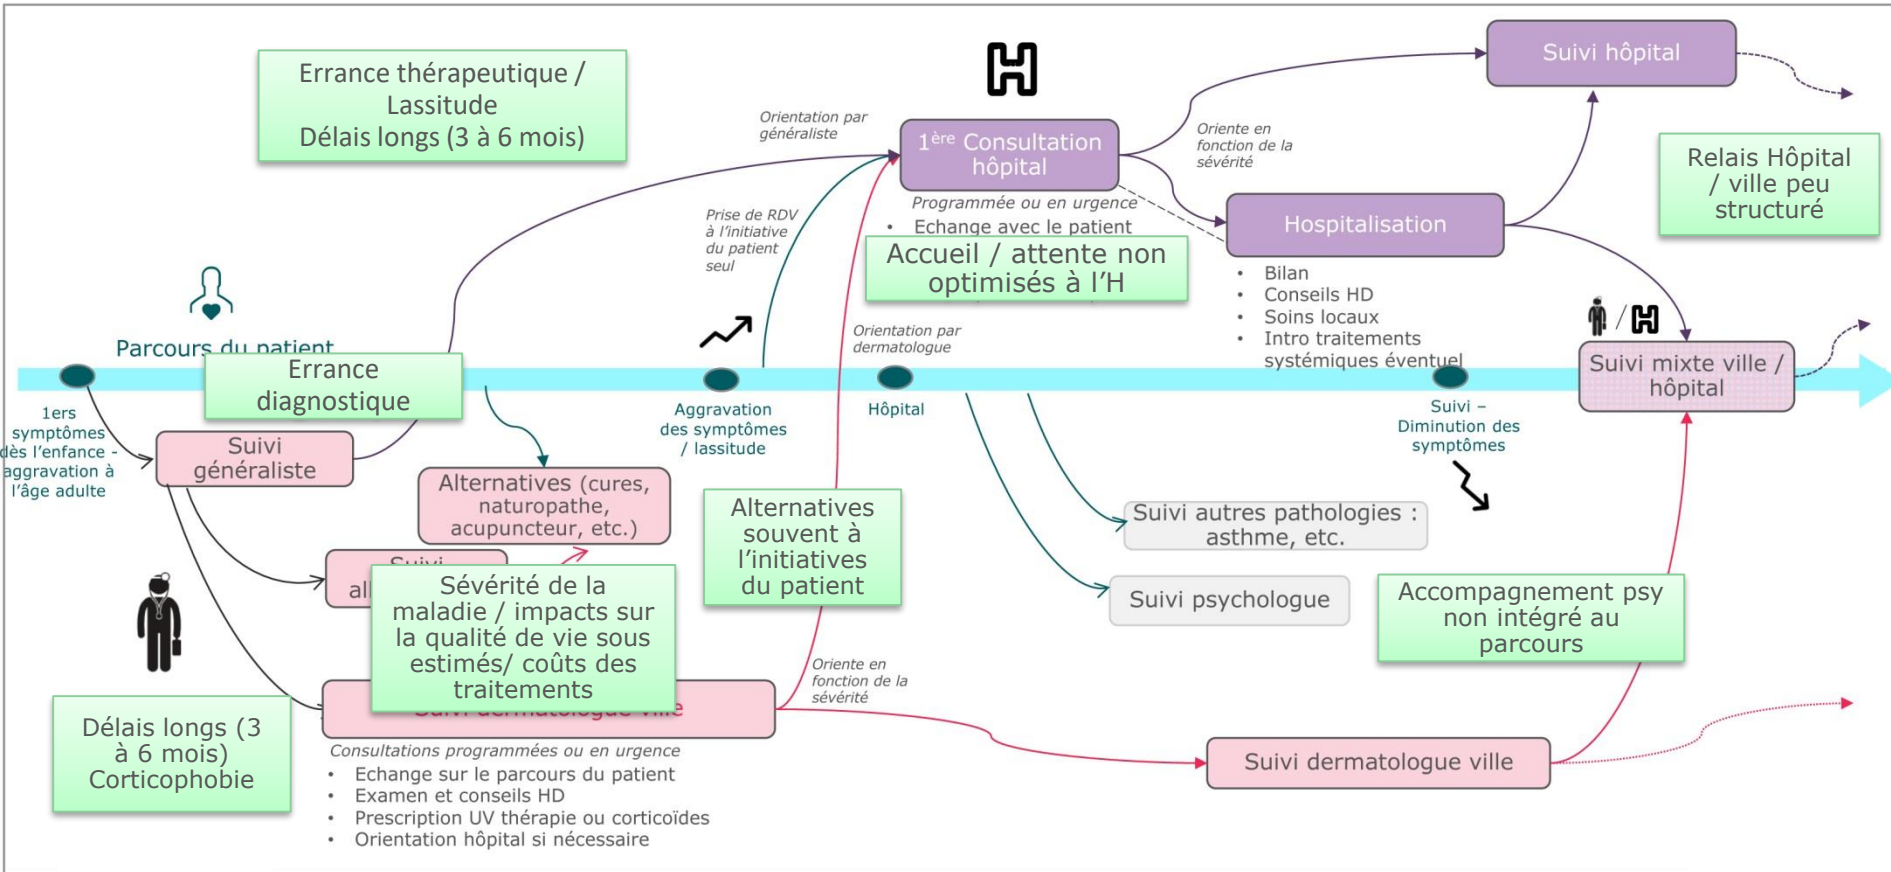 Errance thérapeutique /
Lassitude
Délais longs (3 à 6 mois)
Orientation par
généraliste
1ère Consultation
hôpital
Programmée ou en urgence
• Echange avec le patient
Accueil / attente non
optimisés à l’H
Suivi hôpital
Oriente en
fonction de la
sévérité
Relais Hôpital
/ ville peu
structuré
Hospitalisation
• Bilan
• Conseils HD
• Soins locaux
• Intro traitements
systémiques éventuel
Prise de RDV
à l’initiative
du patient
seul
Orientation par
dermatologue
/
Suivi mixte ville /
hôpital
Parcours du patient
Errance
diagnostique
1ers
symptômes
dès l’enfance -
aggravation à
l’âge adulte
Aggravation
des symptômes
/ lassitude
Hôpital
Suivi –
Diminution des
symptômes
Suivi
généraliste
Alternatives (cures,
naturopathe,
acupuncteur, etc.)
Suivi
Alternatives
souvent à
l’initiatives
du patient
Suivi autres pathologies :
asthme, etc.
Suivi psychologue
Accompagnement psy
non intégré au
parcours
Sévérité de la
maladie / impacts sur
la qualité de vie sous
estimés/ coûts des
traitements
Suivi dermatologue ville
Oriente en
fonction de la
sévérité
Délais longs (3
à 6 mois)
Corticophobie
Consultations programmées ou en urgence
• Echange sur le parcours du patient
• Examen et conseils HD
• Prescription UV thérapie ou corticoïdes
• Orientation hôpital si nécessaire
Suivi dermatologue ville